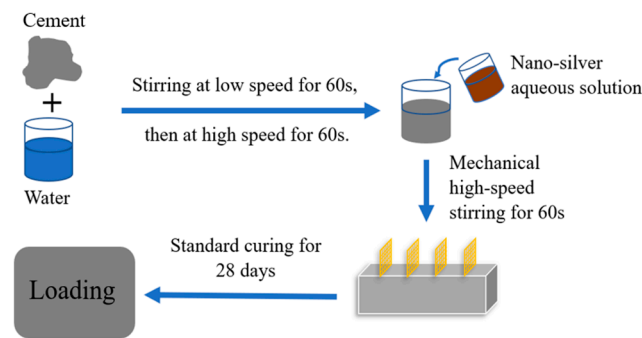 Cement
+
Water
Stirring at low speed for 60s,
then at high speed for 60s.
Nano-silver
aqueous solution
Mechanical
high-speed
stirring for 60s
Standard curing for
28 days
Loading